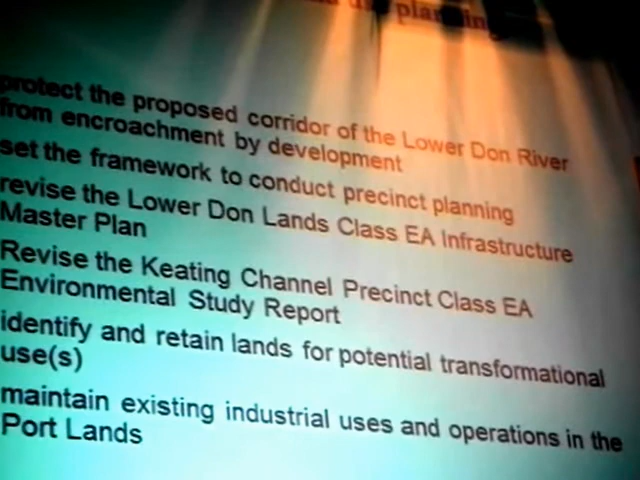 planning
protect the proposed corridor of the Lower Don River
from encroachment by development
set the framework to conduct precinct planning
revise the Lower Don Lands Class EA Infrastructure
Master Plan
Revise the Keating Channel Precinct Class EA
Environmental Study Report
identify and retain lands for potential transformational
use(s)
maintain existing industrial uses and operations in the
Port Lands